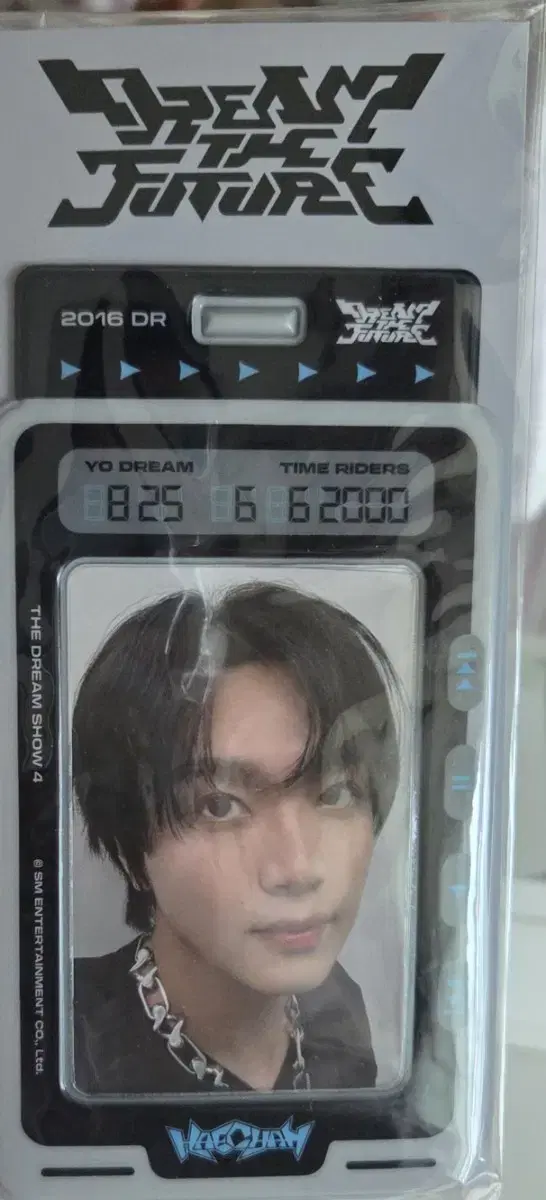 DREAM
THE
FUTURE
2016 DR
DREAM
THE
FUTURE
YO DREAM
TIME RIDERS
825 6 62000
THE DREAM SHOW 4
© SM ENTERTAINMENT CO., Ltd.
HAECHAN